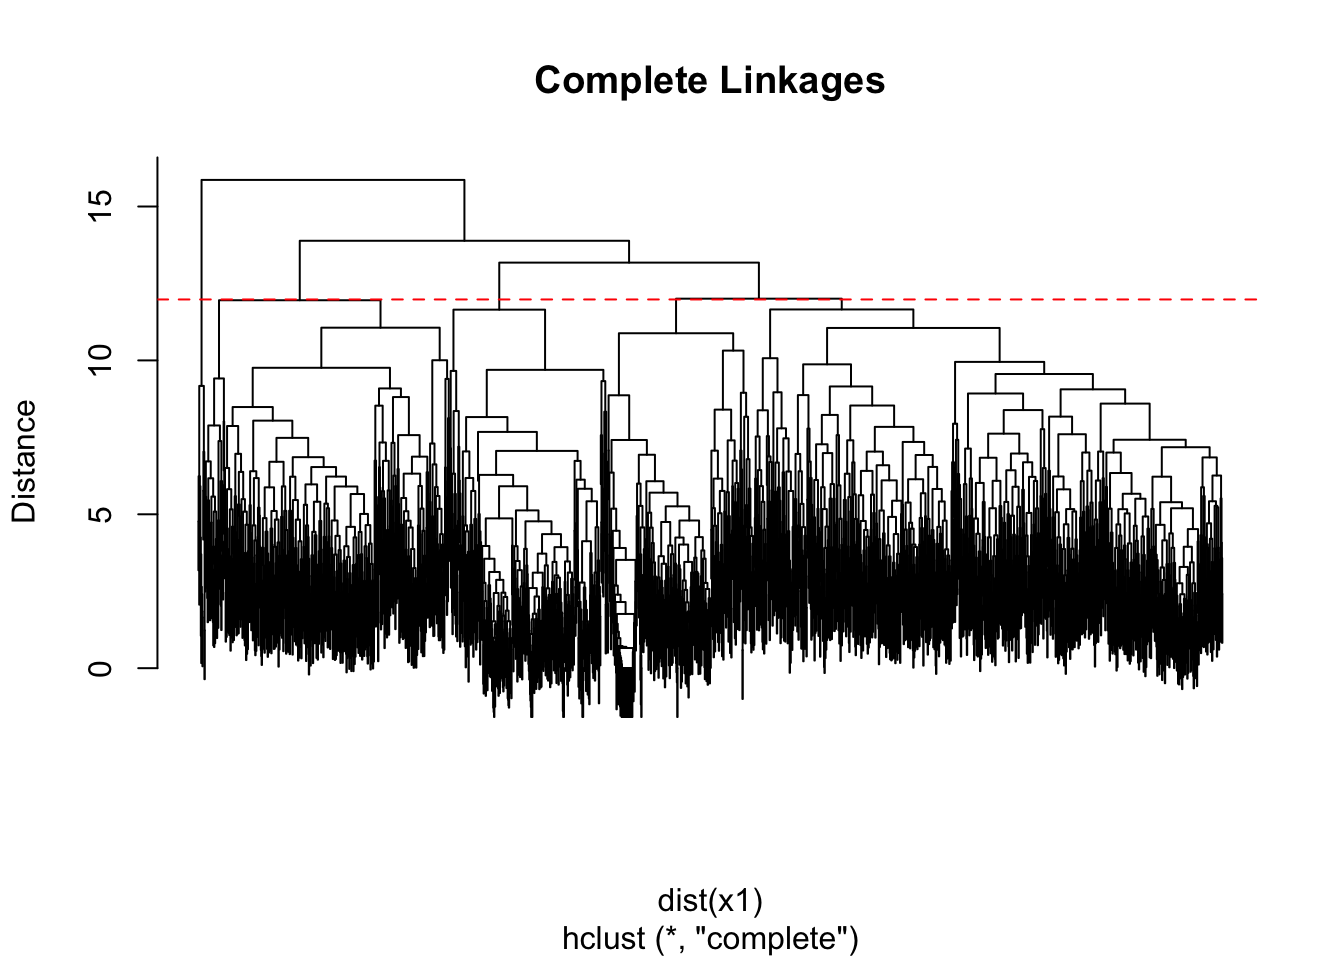 Complete Linkages
Distance
15
10
5
0
dist(x1)
hclust (*, "complete")